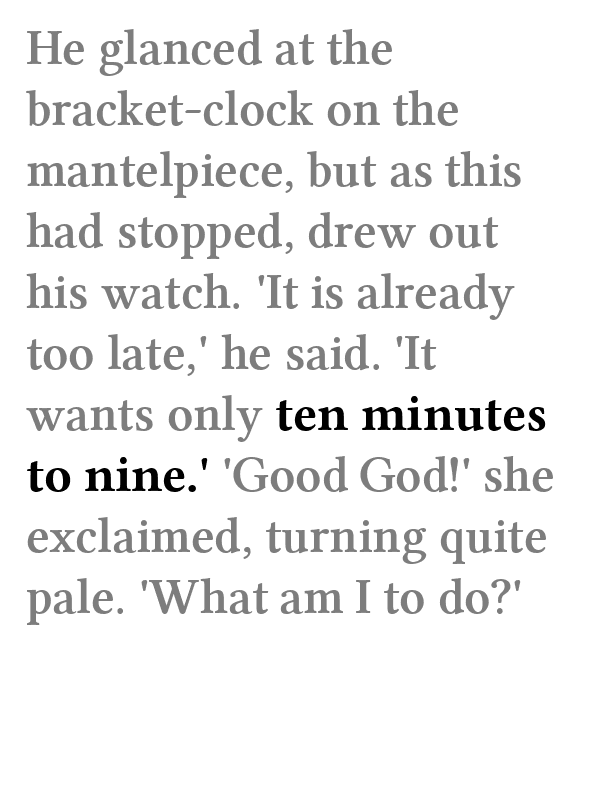 He glanced at the
bracket-clock on the
mantelpiece, but as this
had stopped, drew out
his watch. 'It is already
too late,' he said. 'It
wants only ten minutes
to nine.' 'Good God!' she
exclaimed, turning quite
pale. 'What am I to do?'